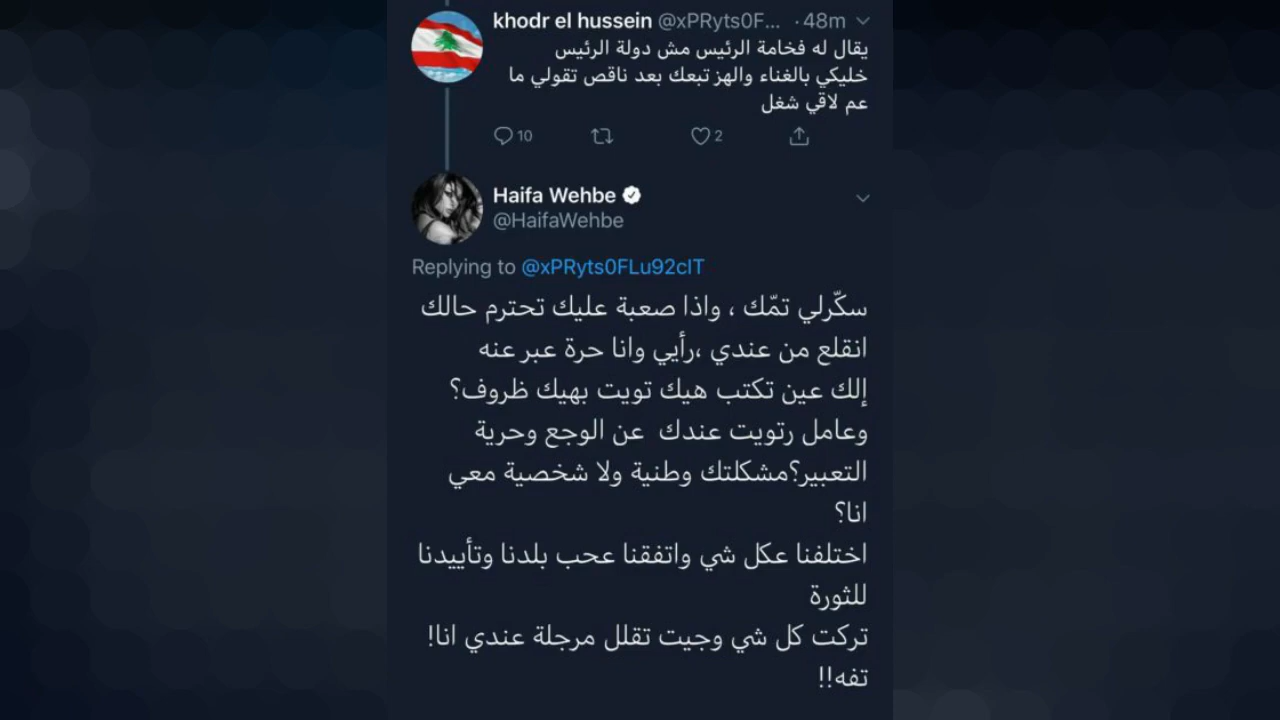 khodr el hussein @xPRyts0F... · 48m
يقال له فخامة الرئيس مش دولة الرئيس
خليكي بالغناء والهز تبعك بعد ناقص تقولي ما
عم لاقي شغل
10 2
Haifa Wehbe
@HaifaWehbe
Replying to @xPRyts0FLu92cIT
سكّرلي تمّك ، واذا صعبة عليك تحترم حالك
انقلع من عندي ،رأيي وانا حرة عبر عنه
إلك عين تكتب هيك تويت بهيك ظروف؟
وعامل رتويت عندك عن الوجع وحرية
التعبير؟مشكلتك وطنية ولا شخصية معي
انا؟
اختلفنا عكل شي واتفقنا عحب بلدنا وتأييدنا
للثورة
تركت كل شي وجيت تقلل مرجلة عندي انا!
تفه!!